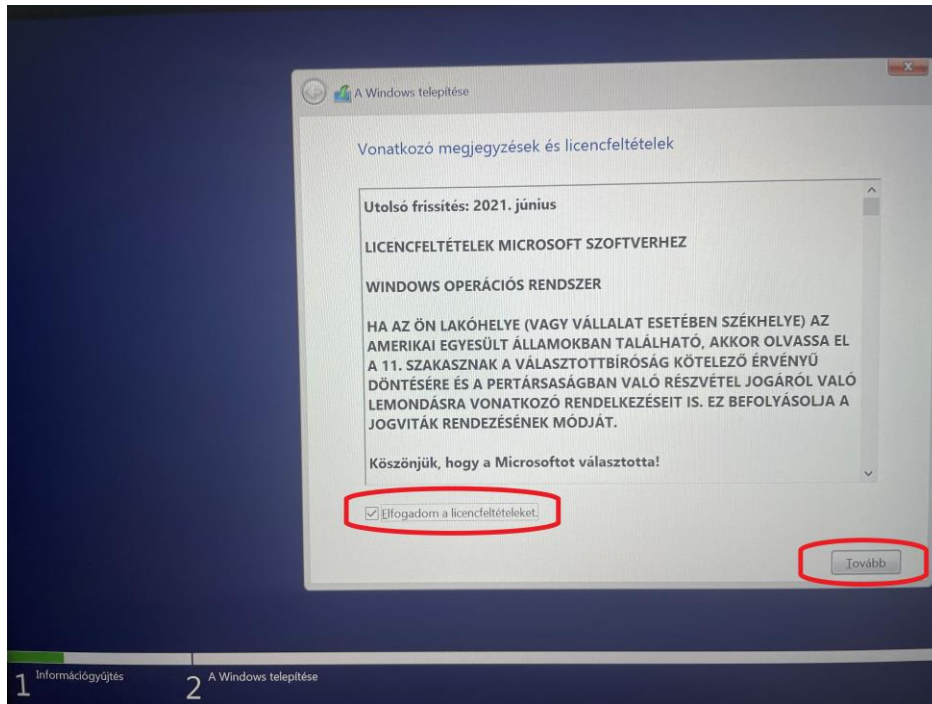 A Windows telepítése
Vonatkozó megjegyzések és licencfeltételek
Utolsó frissítés: 2021. június
LICENCFELTÉTELEK MICROSOFT SZOFTVERHEZ
WINDOWS OPERÁCIÓS RENDSZER
HA AZ ÖN LAKÓHELYE (VAGY VÁLLALAT ESETÉBEN SZÉKHELYE) AZ
AMERIKAI EGYESÜLT ÁLLAMOKBAN TALÁLHATÓ, AKKOR OLVASSA EL
A 11. SZAKASZNAK A VÁLASZTOTTBÍRÓSÁG KÖTELEZŐ ÉRVÉNYŰ
DÖNTÉSÉRE ÉS A PERTÁRSASÁGBAN VALÓ RÉSZVÉTEL JOGÁRÓL VALÓ
LEMONDÁSRA VONATKOZÓ RENDELKEZÉSEIT IS. EZ BEFOLYÁSOLJA A
JOGVITÁK RENDEZÉSÉNEK MÓDJÁT.
Köszönjük, hogy a Microsoftot választotta!
Elfogadom a licencfeltételeket.
Tovább
1 Információgyűjtés
2 A Windows telepítése